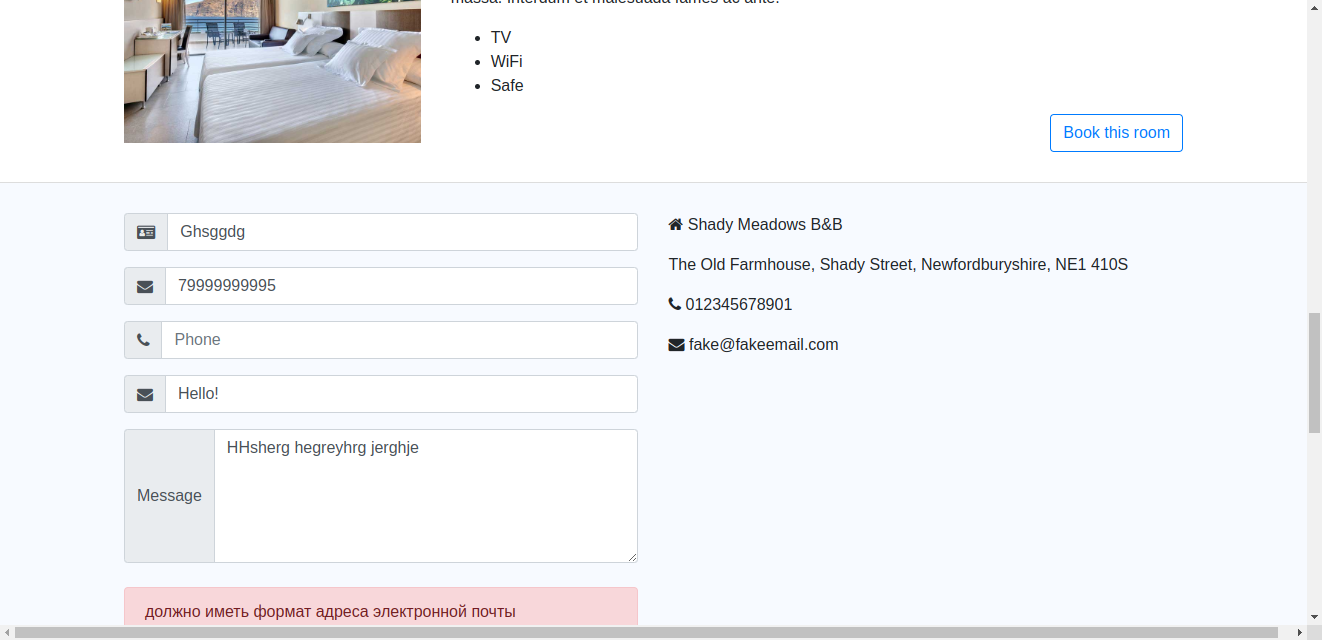 massa. Interdum et malesuada fames ac ante.
TV
WiFi
Safe
Book this room
Ghsggdg
79999999995
Phone
Hello!
Message
HHsherg hegreyhrg jerghje
должно иметь формат адреса электронной почты
Shady Meadows B&B
The Old Farmhouse, Shady Street, Newfordburyshire, NE1 410S
012345678901
fake@fakeemail.com